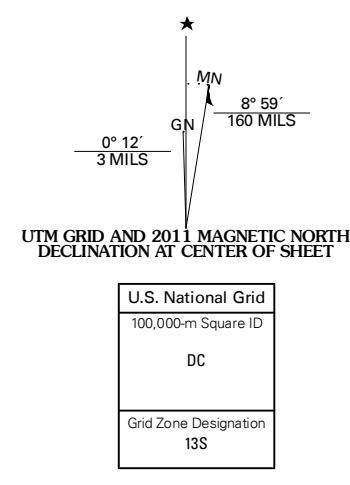 ★
MN
8° 59´
160 MILS
GN
0° 12´
3 MILS
UTM GRID AND 2011 MAGNETIC NORTH
DECLINATION AT CENTER OF SHEET
U.S. National Grid
100,000-m Square ID
DC
Grid Zone Designation
13S